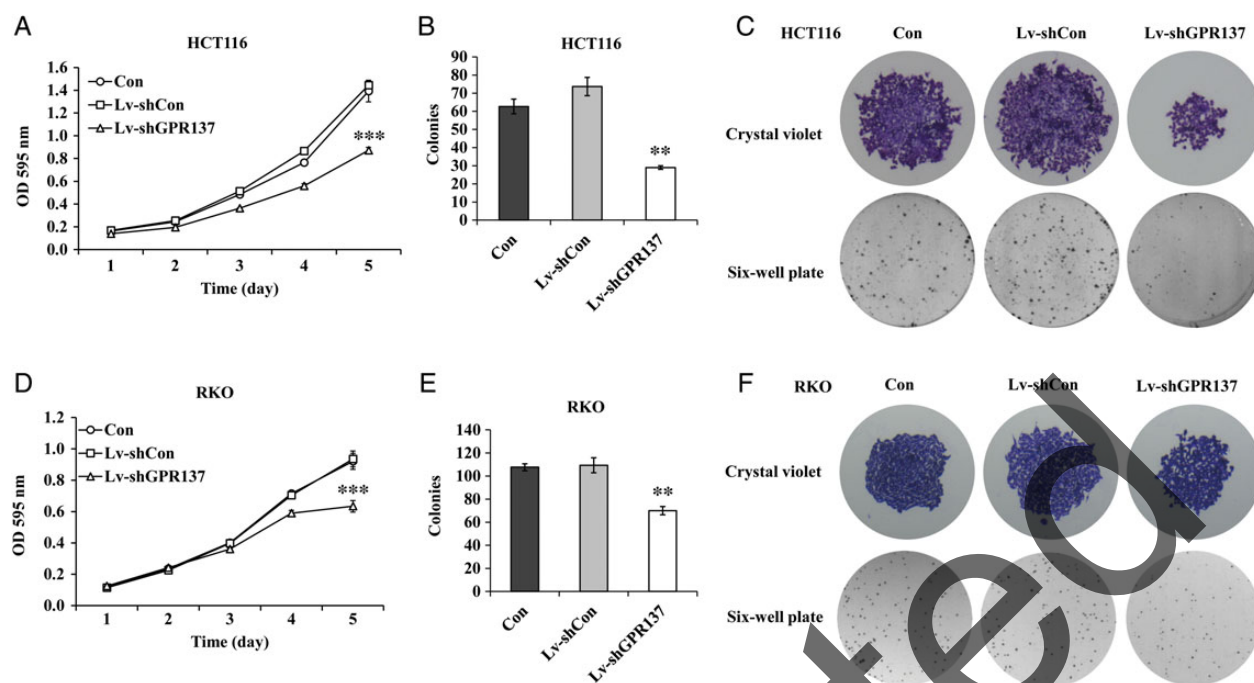 A
HCT116
1.6
1.4
1.2
1.0
0.8
0.6
0.4
0.2
0.0
OD 595 nm
Con
Lv-shCon
Lv-shGPR137
***
1 2 3 4 5
Time (day)
B
HCT116
90
80
70
60
50
40
30
20
10
0
Colonies
**
Con
Lv-shCon
Lv-shGPR137
C
HCT116 Con Lv-shCon Lv-shGPR137
Crystal violet
Six-well plate
D
RKO
1.2
1.0
0.8
0.6
0.4
0.2
0.0
OD 595 nm
Con
Lv-shCon
Lv-shGPR137
***
1 2 3 4 5
Time (day)
E
RKO
140
120
100
80
60
40
20
0
Colonies
**
Con
Lv-shCon
Lv-shGPR137
F
RKO Con Lv-shCon Lv-shGPR137
Crystal violet
Six-well plate